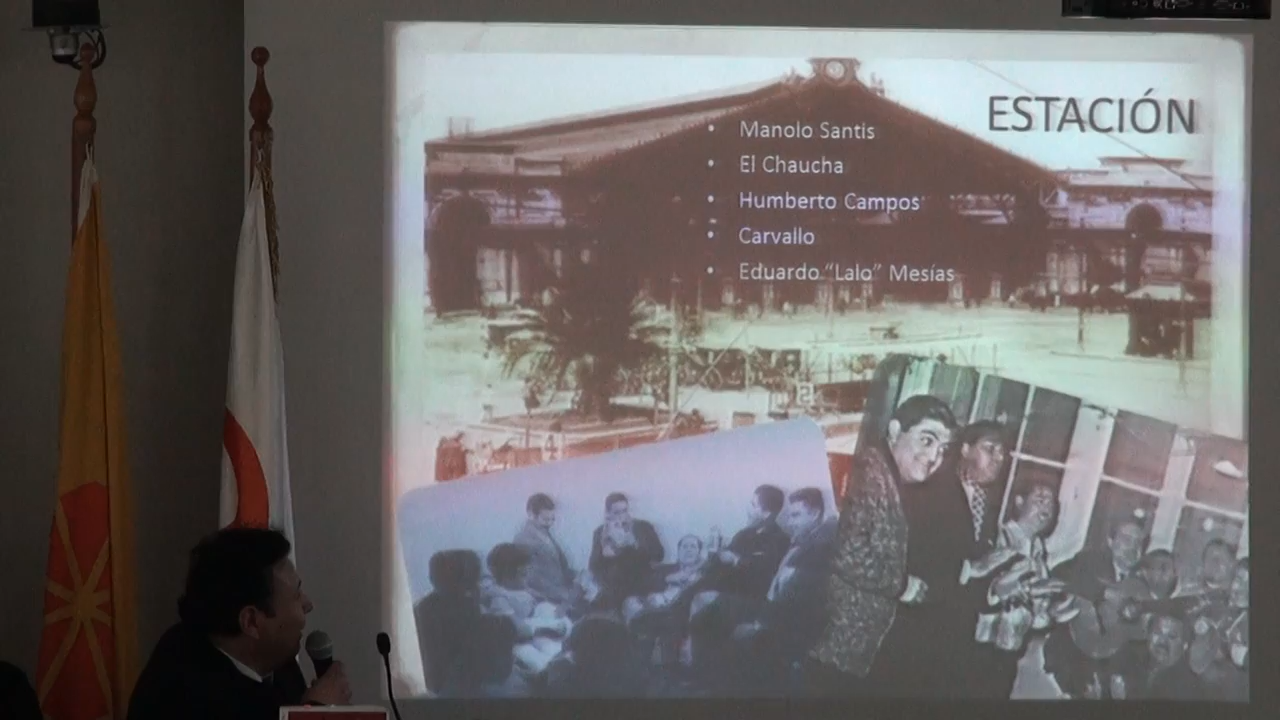 ESTACIÓN
• Manolo Santis
• El Chaucha
• Humberto Campos
• Carvallo
• Eduardo “Lalo” Mesías